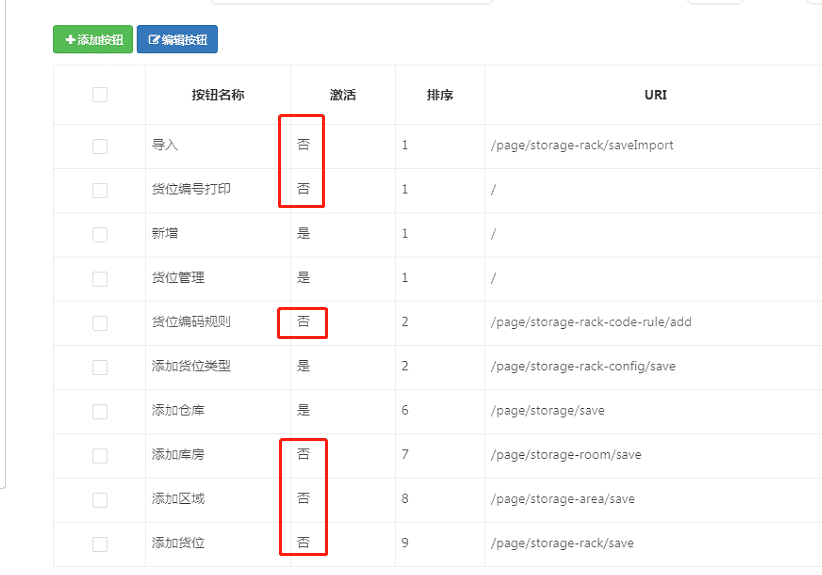 添加按钮 编辑按钮
按钮名称 激活 排序 URI
导入 否 1 /page/storage-rack/saveImport
货位编号打印 否 1 /
新增 是 1 /
货位管理 是 1 /
货位编码规则 否 2 /page/storage-rack-code-rule/add
添加货位类型 是 2 /page/storage-rack-config/save
添加仓库 是 6 /page/storage/save
添加库房 否 7 /page/storage-room/save
添加区域 否 8 /page/storage-area/save
添加货位 否 9 /page/storage-rack/save